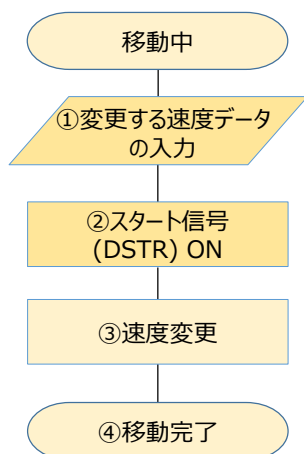 移動中
①変更する速度データ
の入力
②スタート信号
(DSTR) ON
③速度変更
④移動完了